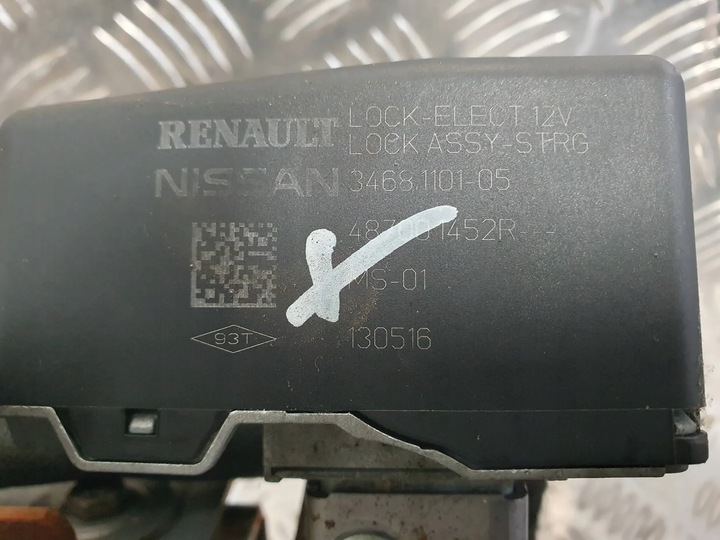 RENAULT LOCK-ELECT 12V
LOCK ASSY-STRG
NISSAN 34681101-05
487001452R---
MS-01
93T 130516